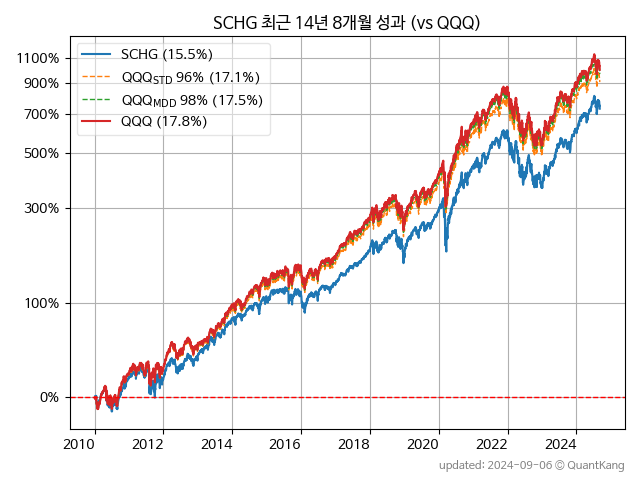 SCHG 최근 14년 8개월 성과 (vs QQQ)
SCHG (15.5%)
QQQSTD 96% (17.1%)
QQQMDD 98% (17.5%)
QQQ (17.8%)
1100%
900%
700%
500%
300%
100%
0%
2010 2012 2014 2016 2018 2020 2022 2024
updated: 2024-09-06 © QuantKang